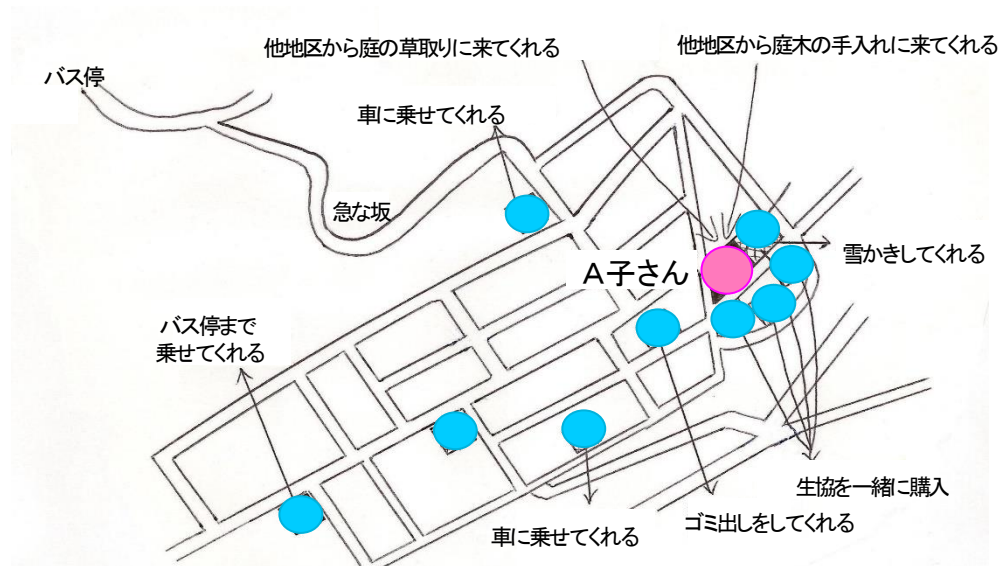 他地区から庭の草取りに来てくれる
他地区から庭木の手入れに来てくれる
バス停
車に乗せてくれる
急な坂
雪かきしてくれる
A子さん
バス停まで
乗せてくれる
生協を一緒に購入
ゴミ出しをしてくれる
車に乗せてくれる